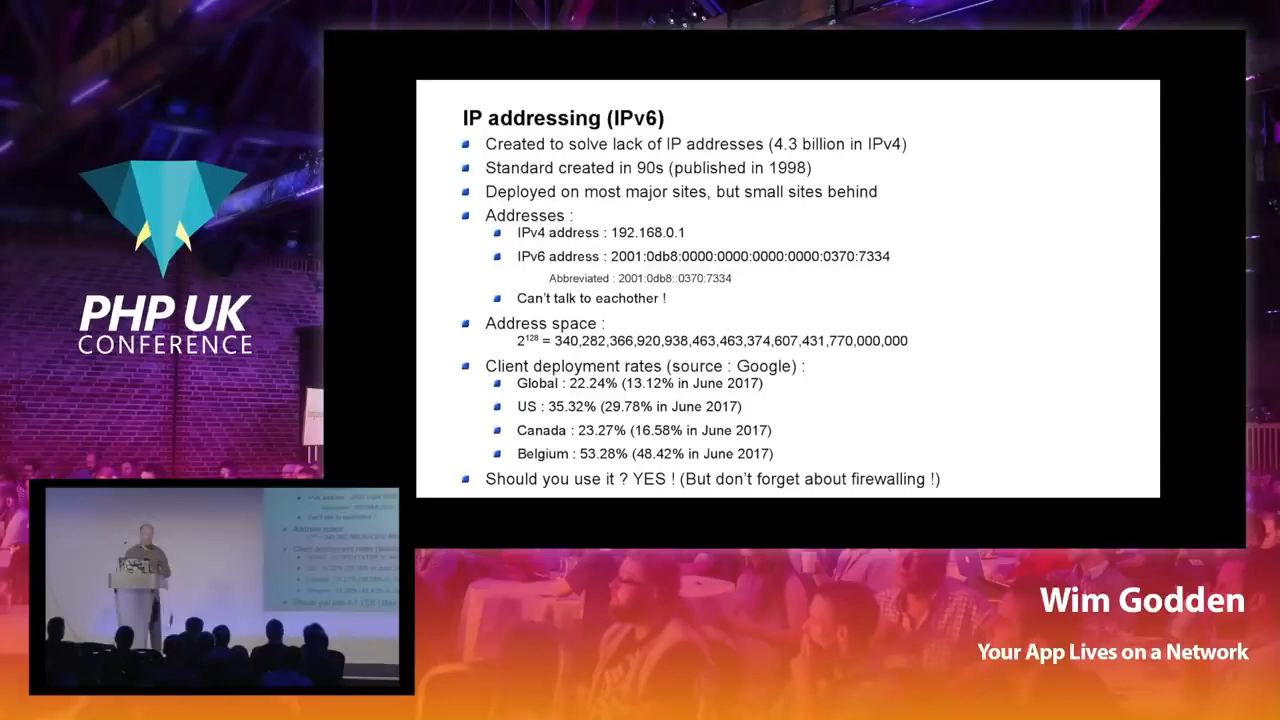 IP addressing (IPv6)
Created to solve lack of IP addresses (4.3 billion in IPv4)
Standard created in 90s (published in 1998)
Deployed on most major sites, but small sites behind
Addresses :
IPv4 address : 192.168.0.1
IPv6 address : 2001:0db8:0000:0000:0000:0000:0370:7334
Abbreviated : 2001:0db8::0370:7334
Can't talk to eachother !
Address space :
2¹²⁸ = 340,282,366,920,938,463,463,374,607,431,770,000,000
Client deployment rates (source : Google) :
Global : 22.24% (13.12% in June 2017)
US : 35.32% (29.78% in June 2017)
Canada : 23.27% (16.58% in June 2017)
Belgium : 53.28% (48.42% in June 2017)
Should you use it ? YES ! (But don't forget about firewalling !)
PHP UK
CONFERENCE
Wim Godden
Your App Lives on a Network